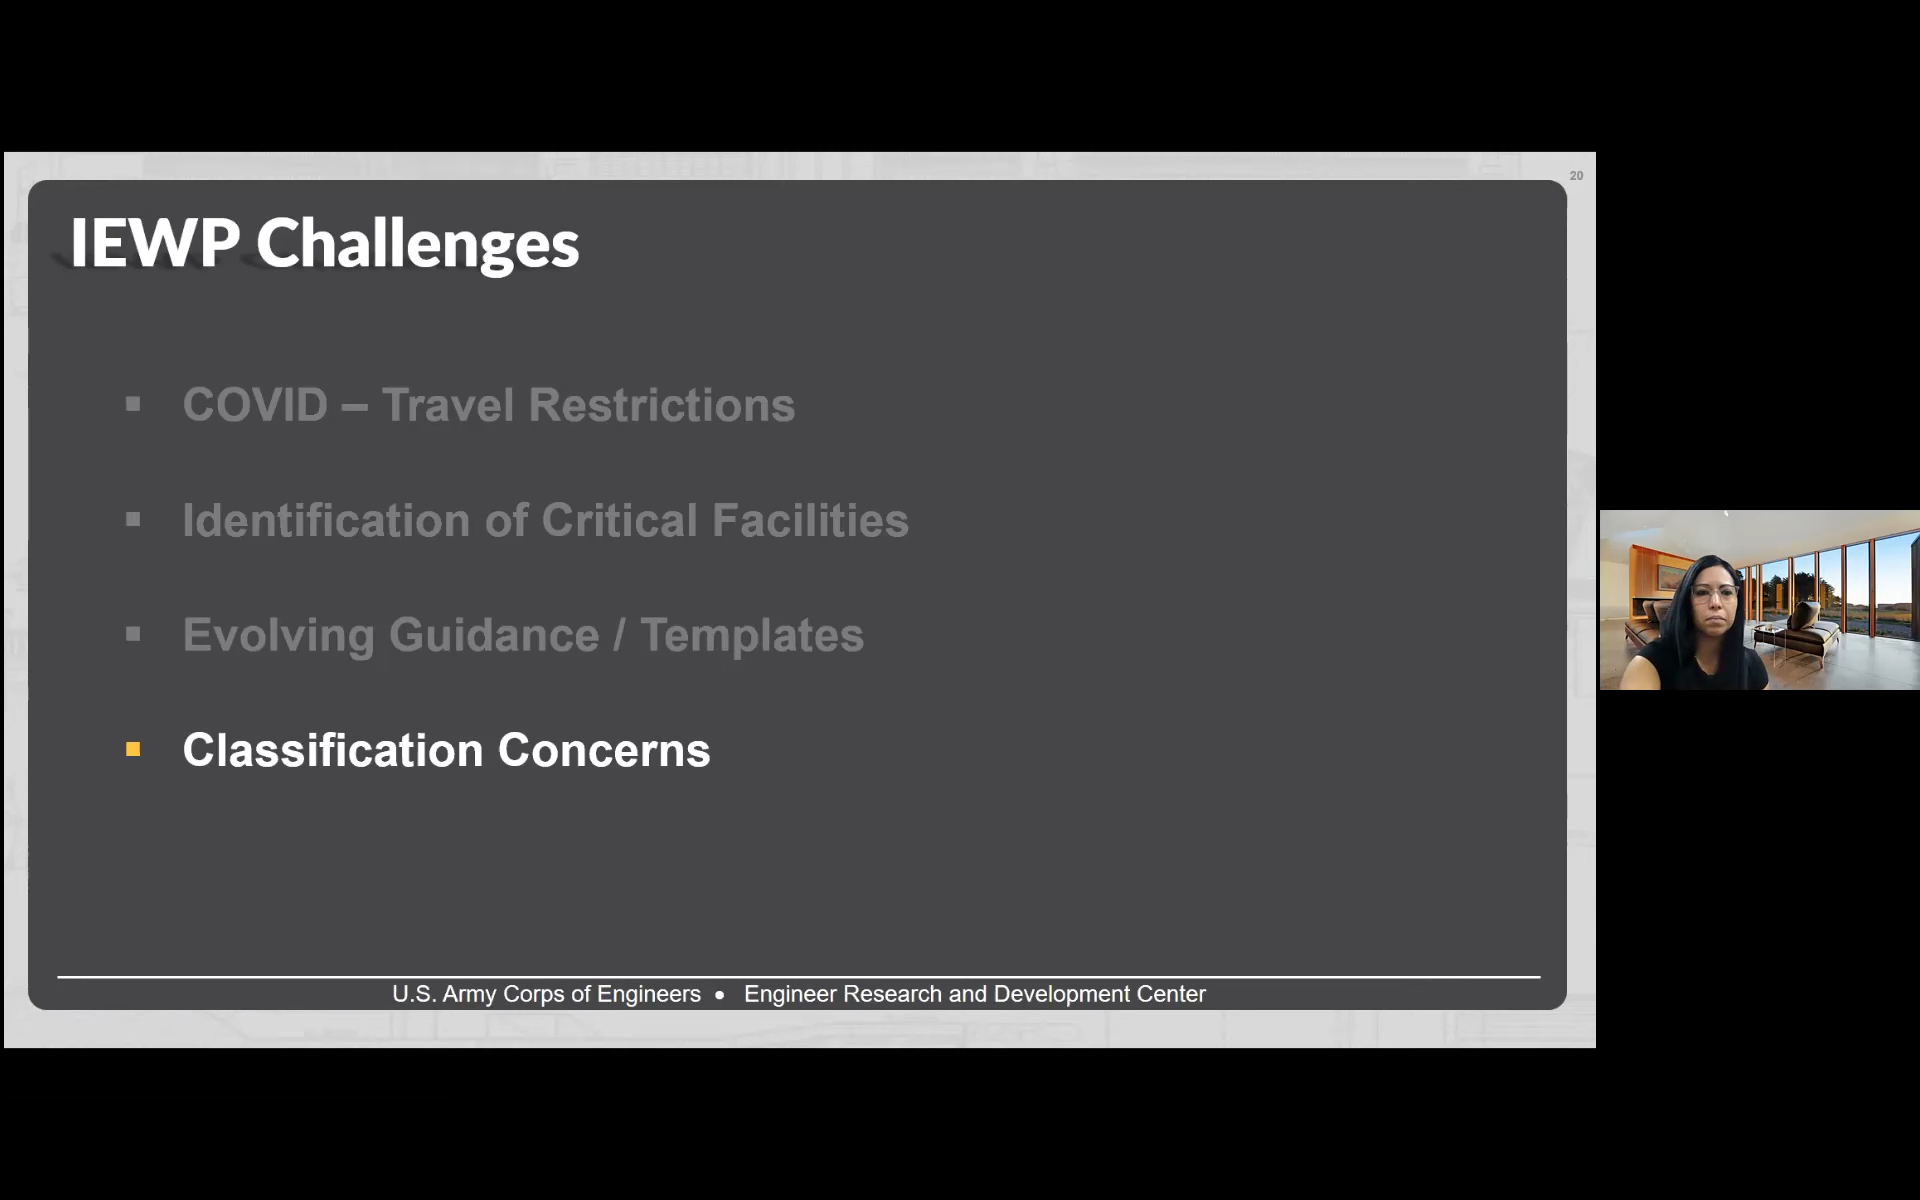 20
IEWP Challenges
▪ COVID – Travel Restrictions
▪ Identification of Critical Facilities
▪ Evolving Guidance / Templates
▪ Classification Concerns
U.S. Army Corps of Engineers • Engineer Research and Development Center